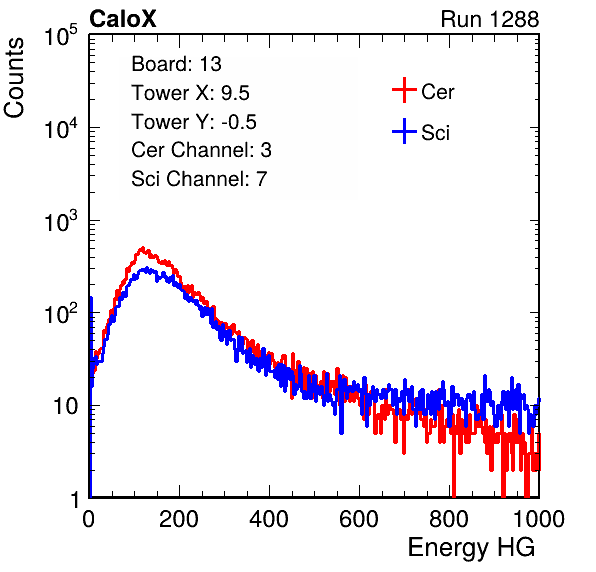 CaloX Run 1288
Counts
10^5
10^4
10^3
10^2
10
1
Board: 13
Tower X: 9.5
Tower Y: -0.5
Cer Channel: 3
Sci Channel: 7
Cer
Sci
0 200 400 600 800 1000
Energy HG